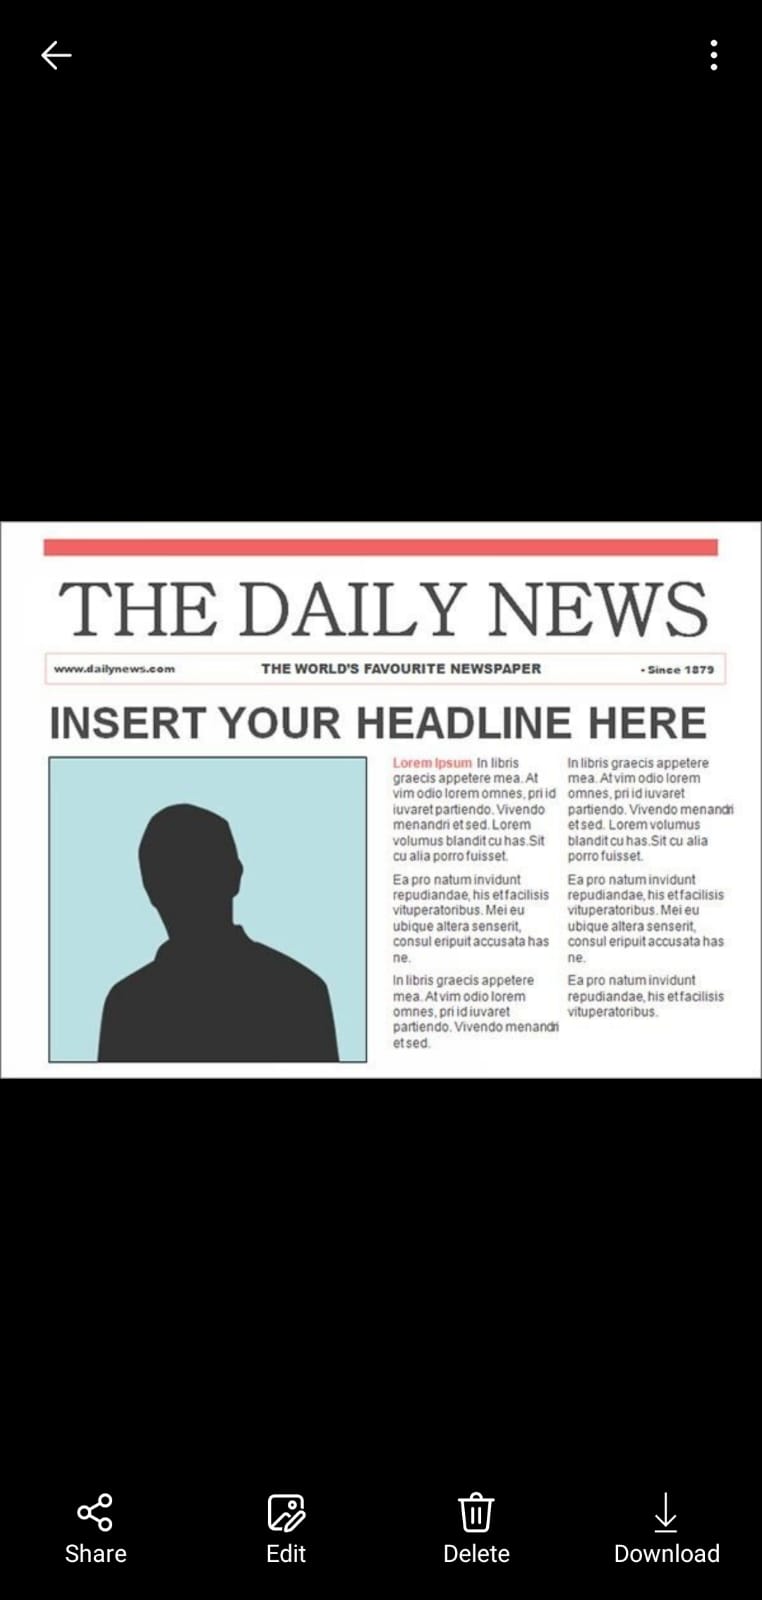 THE DAILY NEWS
www.dailynews.com THE WORLD'S FAVOURITE NEWSPAPER - Since 1879
INSERT YOUR HEADLINE HERE
Lorem Ipsum In libris
graecis appetere mea. At
vim odio lorem omnes, pri id
iuvaret partiendo. Vivendo
menandri et sed. Lorem
volumus blandit cu has.Sit
cu alia porro fuisset.
Ea pro natum invidunt
repudiandae, his et facilisis
vituperatoribus. Mei eu
ubique altera senserit,
consul eripuit accusata has
ne.
In libris graecis appetere
mea. At vim odio lorem
omnes, pri id iuvaret
partiendo. Vivendo menandri
et sed.
In libris graecis appetere
mea. At vim odio lorem
omnes, pri id iuvaret
partiendo. Vivendo menandri
et sed. Lorem volumus
blandit cu has.Sit cu alia
porro fuisset.
Ea pro natum invidunt
repudiandae, his et facilisis
vituperatoribus. Mei eu
ubique altera senserit,
consul eripuit accusata has
ne.
Ea pro natum invidunt
repudiandae, his et facilisis
vituperatoribus.
Share Edit Delete Download